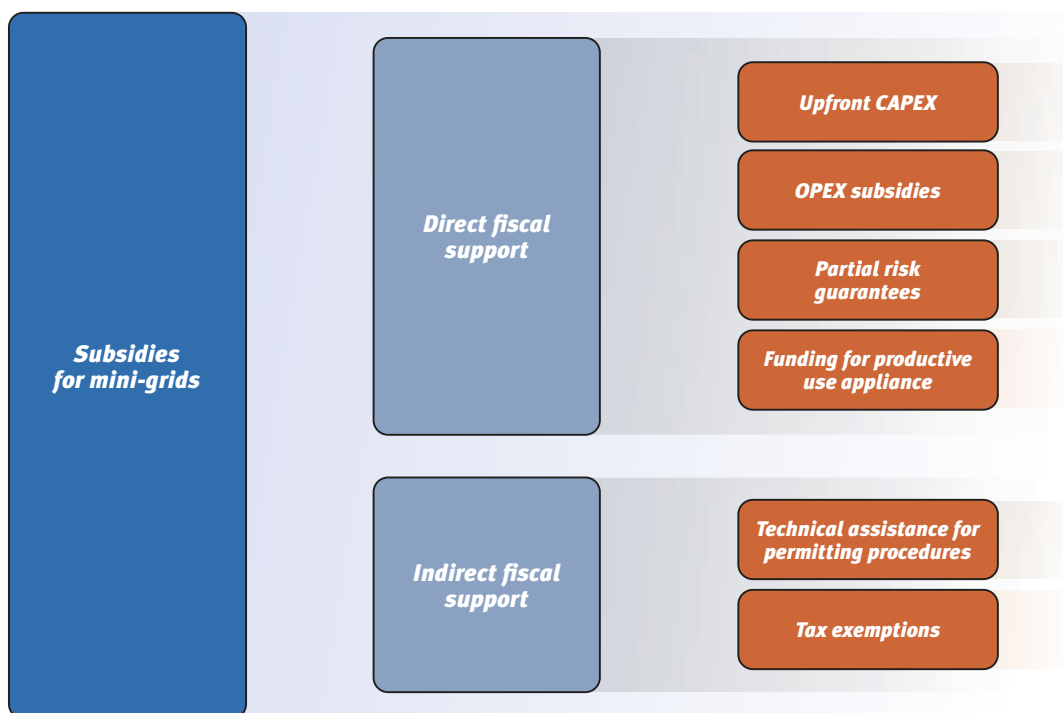 Subsidies
for mini-grids
Direct fiscal
support
Upfront CAPEX
OPEX subsidies
Partial risk
guarantees
Funding for productive
use appliance
Indirect fiscal
support
Technical assistance for
permitting procedures
Tax exemptions